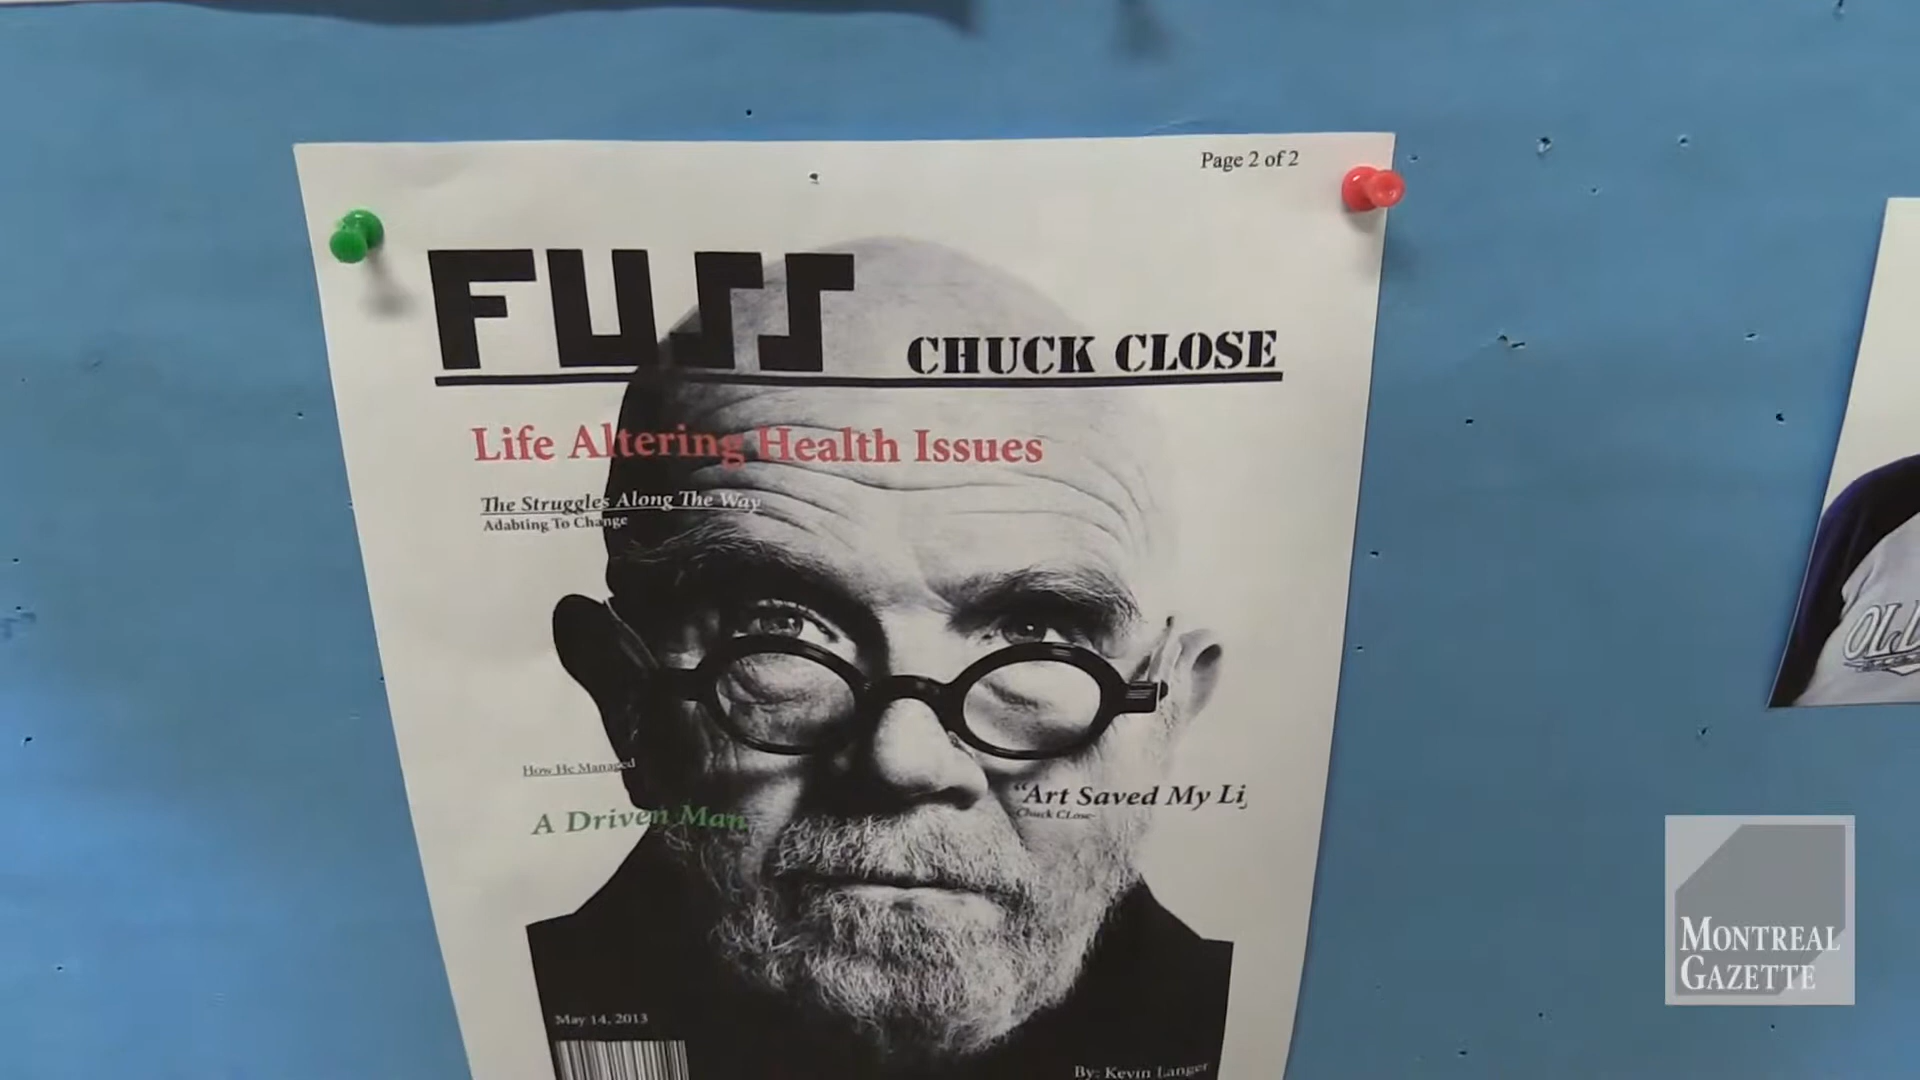 Page 2 of 2
FUSS
CHUCK CLOSE
Life Altering Health Issues
The Struggles Along The Way
Adabting To Change
How He Managed
A Driven Man
"Art Saved My Li
Chuck CLose-
May 14, 2013
By: Kevin Langer
OLD
MONTREAL
GAZETTE